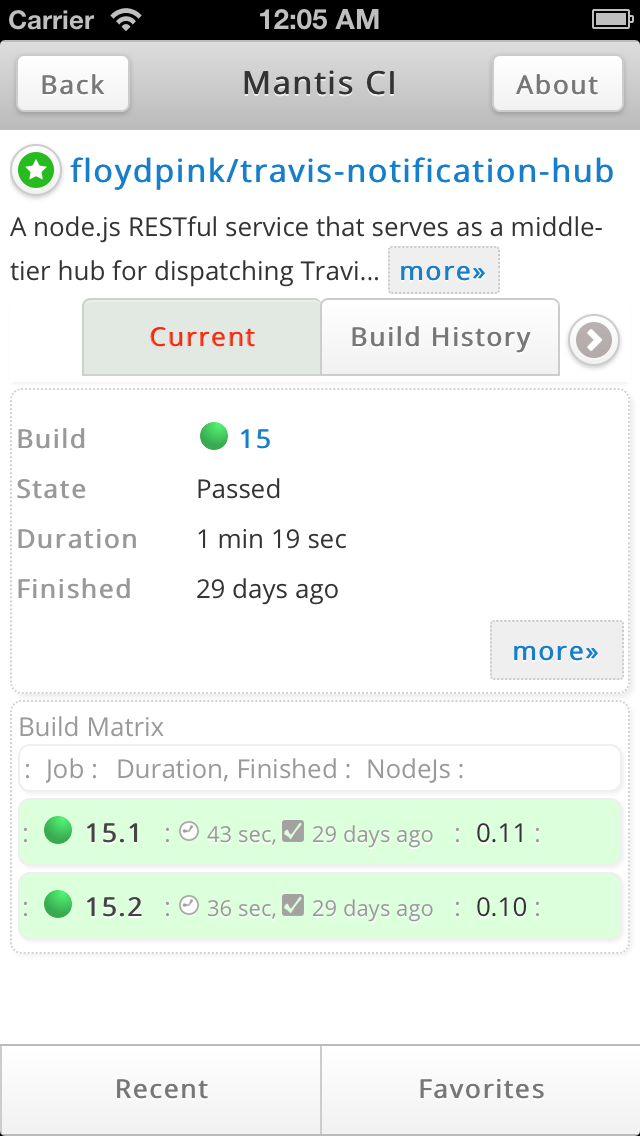 Carrier 12:05 AM
Back Mantis CI About
floydpink/travis-notification-hub
A node.js RESTful service that serves as a middle-
tier hub for dispatching Travi... more»
Current Build History
Build 15
State Passed
Duration 1 min 19 sec
Finished 29 days ago
more»
Build Matrix
: Job : Duration, Finished : NodeJs :
: 15.1 : 43 sec, 29 days ago : 0.11 :
: 15.2 : 36 sec, 29 days ago : 0.10 :
Recent Favorites